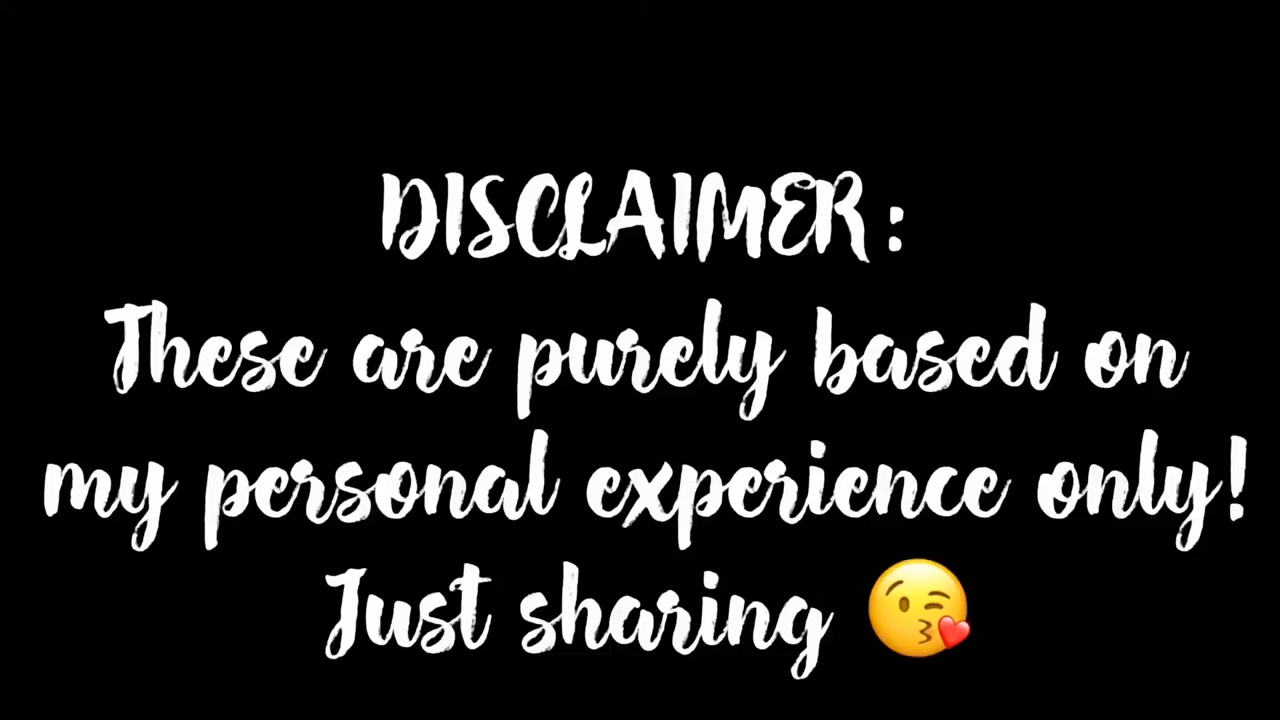 DISCLAIMER:
These are purely based on
my personal experience only!
Just sharing 😘